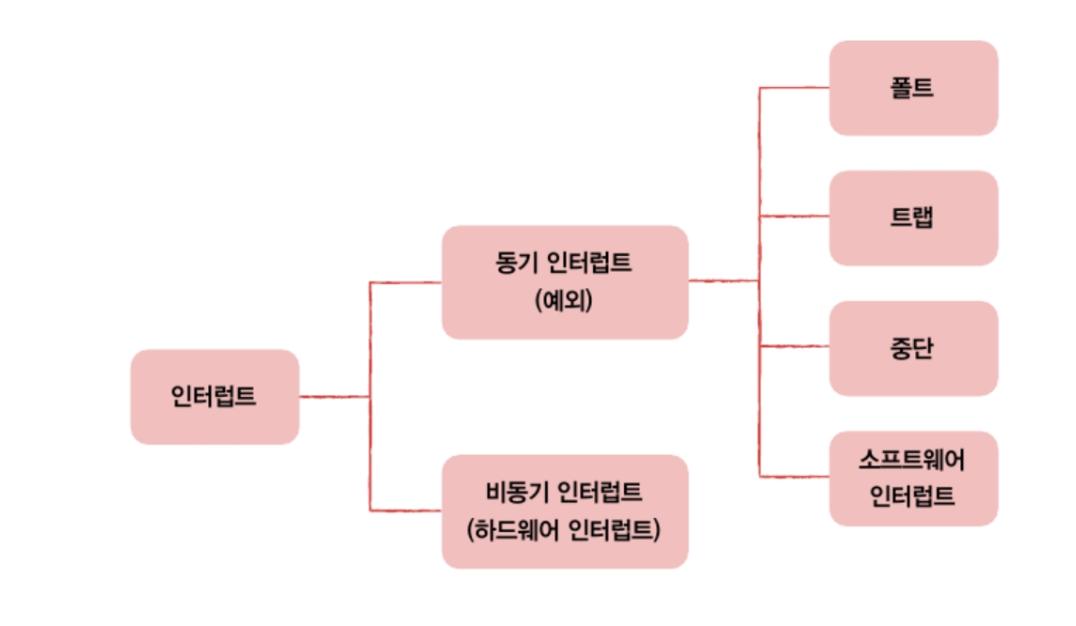 폴트
트랩
동기 인터럽트
(예외)
중단
인터럽트
소프트웨어
인터럽트
비동기 인터럽트
(하드웨어 인터럽트)